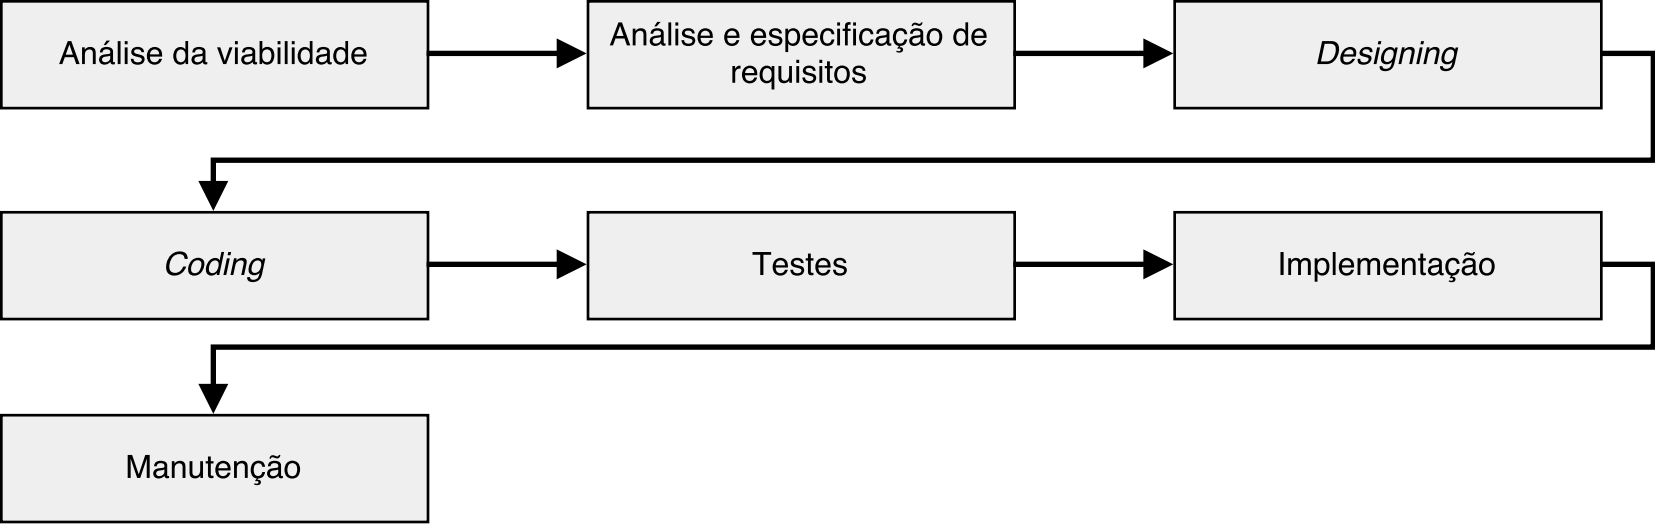 Análise da viabilidade
Análise e especificação de
requisitos
Designing
Coding
Testes
Implementação
Manutenção